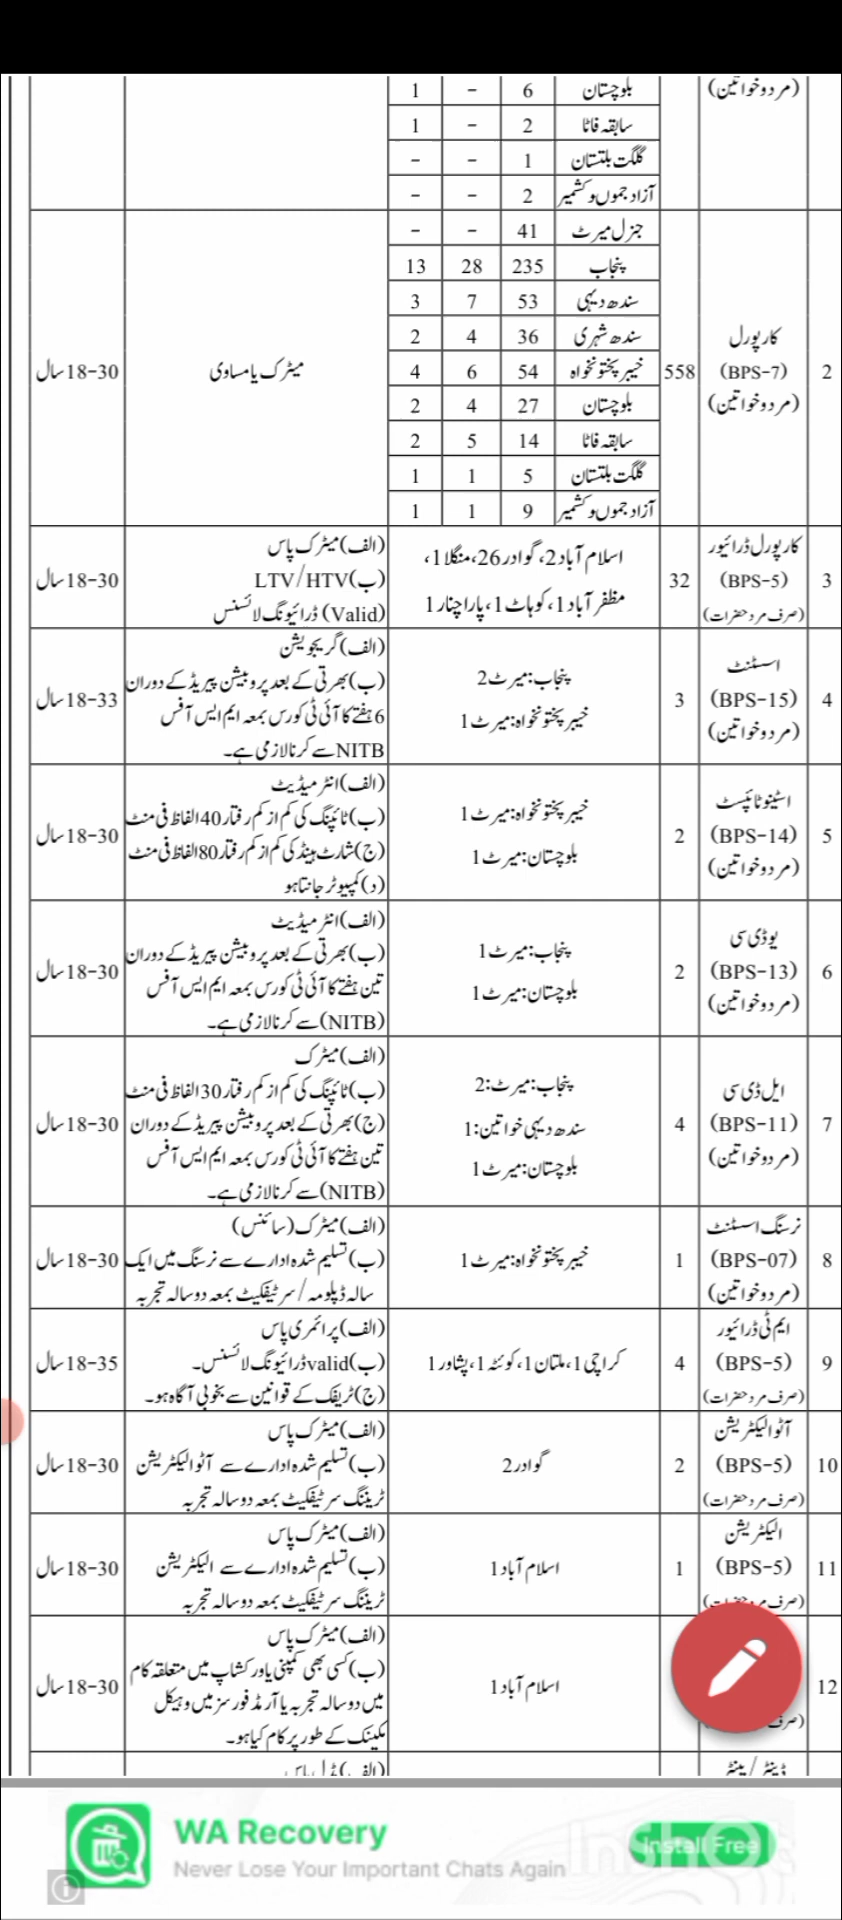 (مرد و خواتین)
بلوچستان 6 - 1
سابقہ فاٹا 2 - 1
گلگت بلتستان 1 - -
آزاد جموں و کشمیر 2 - -
2
کارپورل
(BPS-7)
(مرد و خواتین)
558
جنرل میرٹ 41 - -
پنجاب 235 28 13
سندھ دیہی 53 7 3
سندھ شہری 36 4 2
خیبر پختونخواہ 54 6 4
بلوچستان 27 4 2
سابقہ فاٹا 14 5 2
گلگت بلتستان 5 1 1
آزاد جموں و کشمیر 9 1 1
میٹرک یا مساوی
18-30 سال
3
کارپورل ڈرائیور
(BPS-5)
(صرف مرد حضرات)
32
اسلام آباد 2، گوادر 26، منگلا 1،
مظفر آباد 1، کوہاٹ 1، پارا چنار 1
(الف) میٹرک پاس
(ب) LTV/HTV
(Valid) ڈرائیونگ لائسنس
18-30 سال
4
اسسٹنٹ
(BPS-15)
(مرد و خواتین)
3
پنجاب: میرٹ 2
خیبر پختونخواہ: میرٹ 1
(الف) گریجویشن
(ب) بھرتی کے بعد پروبیشن پیریڈ کے دوران
6 ہفتے کا آئی ٹی کورس بمعہ ایم ایس آفس
NITB سے کرنا لازمی ہے۔
18-33 سال
5
اسٹینو ٹائپسٹ
(BPS-14)
(مرد و خواتین)
2
خیبر پختونخواہ: میرٹ 1
بلوچستان: میرٹ 1
(الف) انٹر میڈیٹ
(ب) ٹائپنگ کی کم از کم رفتار 40 الفاظ فی منٹ
(ج) شارٹ ہینڈ کی کم از کم رفتار 80 الفاظ فی منٹ
(د) کمپیوٹر جانتا ہو
18-30 سال
6
یو ڈی سی
(BPS-13)
(مرد و خواتین)
2
پنجاب: میرٹ 1
بلوچستان: میرٹ 1
(الف) انٹر میڈیٹ
(ب) بھرتی کے بعد پروبیشن پیریڈ کے دوران
تین ہفتے کا آئی ٹی کورس بمعہ ایم ایس آفس
(NITB) سے کرنا لازمی ہے۔
18-30 سال
7
ایل ڈی سی
(BPS-11)
(مرد و خواتین)
4
پنجاب: میرٹ: 2
سندھ دیہی خواتین: 1
بلوچستان: میرٹ 1
(الف) میٹرک
(ب) ٹائپنگ کی کم از کم رفتار 30 الفاظ فی منٹ
(ج) بھرتی کے بعد پروبیشن پیریڈ کے دوران
تین ہفتے کا آئی ٹی کورس بمعہ ایم ایس آفس
(NITB) سے کرنا لازمی ہے۔
18-30 سال
8
نرسنگ اسسٹنٹ
(BPS-07)
(مرد و خواتین)
1
خیبر پختونخواہ: میرٹ 1
(الف) میٹرک (سائنس)
(ب) تسلیم شدہ ادارے سے نرسنگ میں ایک
سالہ ڈپلومہ / سرٹیفکیٹ بمعہ دو سالہ تجربہ
18-30 سال
9
ایم ٹی ڈرائیور
(BPS-5)
(صرف مرد حضرات)
4
کراچی 1، ملتان 1، کوئٹہ 1، پشاور 1
(الف) پرائمری پاس
(ب) valid ڈرائیونگ لائسنس۔
(ج) ٹریفک کے قوانین سے بخوبی آگاہ ہو۔
18-35 سال
10
آٹو الیکٹریشن
(BPS-5)
(صرف مرد حضرات)
2
گوادر 2
(الف) میٹرک پاس
(ب) تسلیم شدہ ادارے سے آٹو الیکٹریشن
ٹریننگ سرٹیفکیٹ بمعہ دو سالہ تجربہ
18-30 سال
11
الیکٹریشن
(BPS-5)
(صرف مرد حضرات)
1
اسلام آباد 1
(الف) میٹرک پاس
(ب) تسلیم شدہ ادارے سے الیکٹریشن
ٹریننگ سرٹیفکیٹ بمعہ دو سالہ تجربہ
18-30 سال
12
(صرف
اسلام آباد 1
(الف) میٹرک پاس
(ب) کسی بھی کمپنی یا ورکشاپ میں متعلقہ کام
میں دو سالہ تجربہ یا آرمڈ فورسز میں وہیکل
مکینک کے طور پر کام کیا ہو۔
18-30 سال
ڈینٹر / پینٹر
(الف) مڈل پاس
WA Recovery
Never Lose Your Important Chats Again
Install Free
InShOt